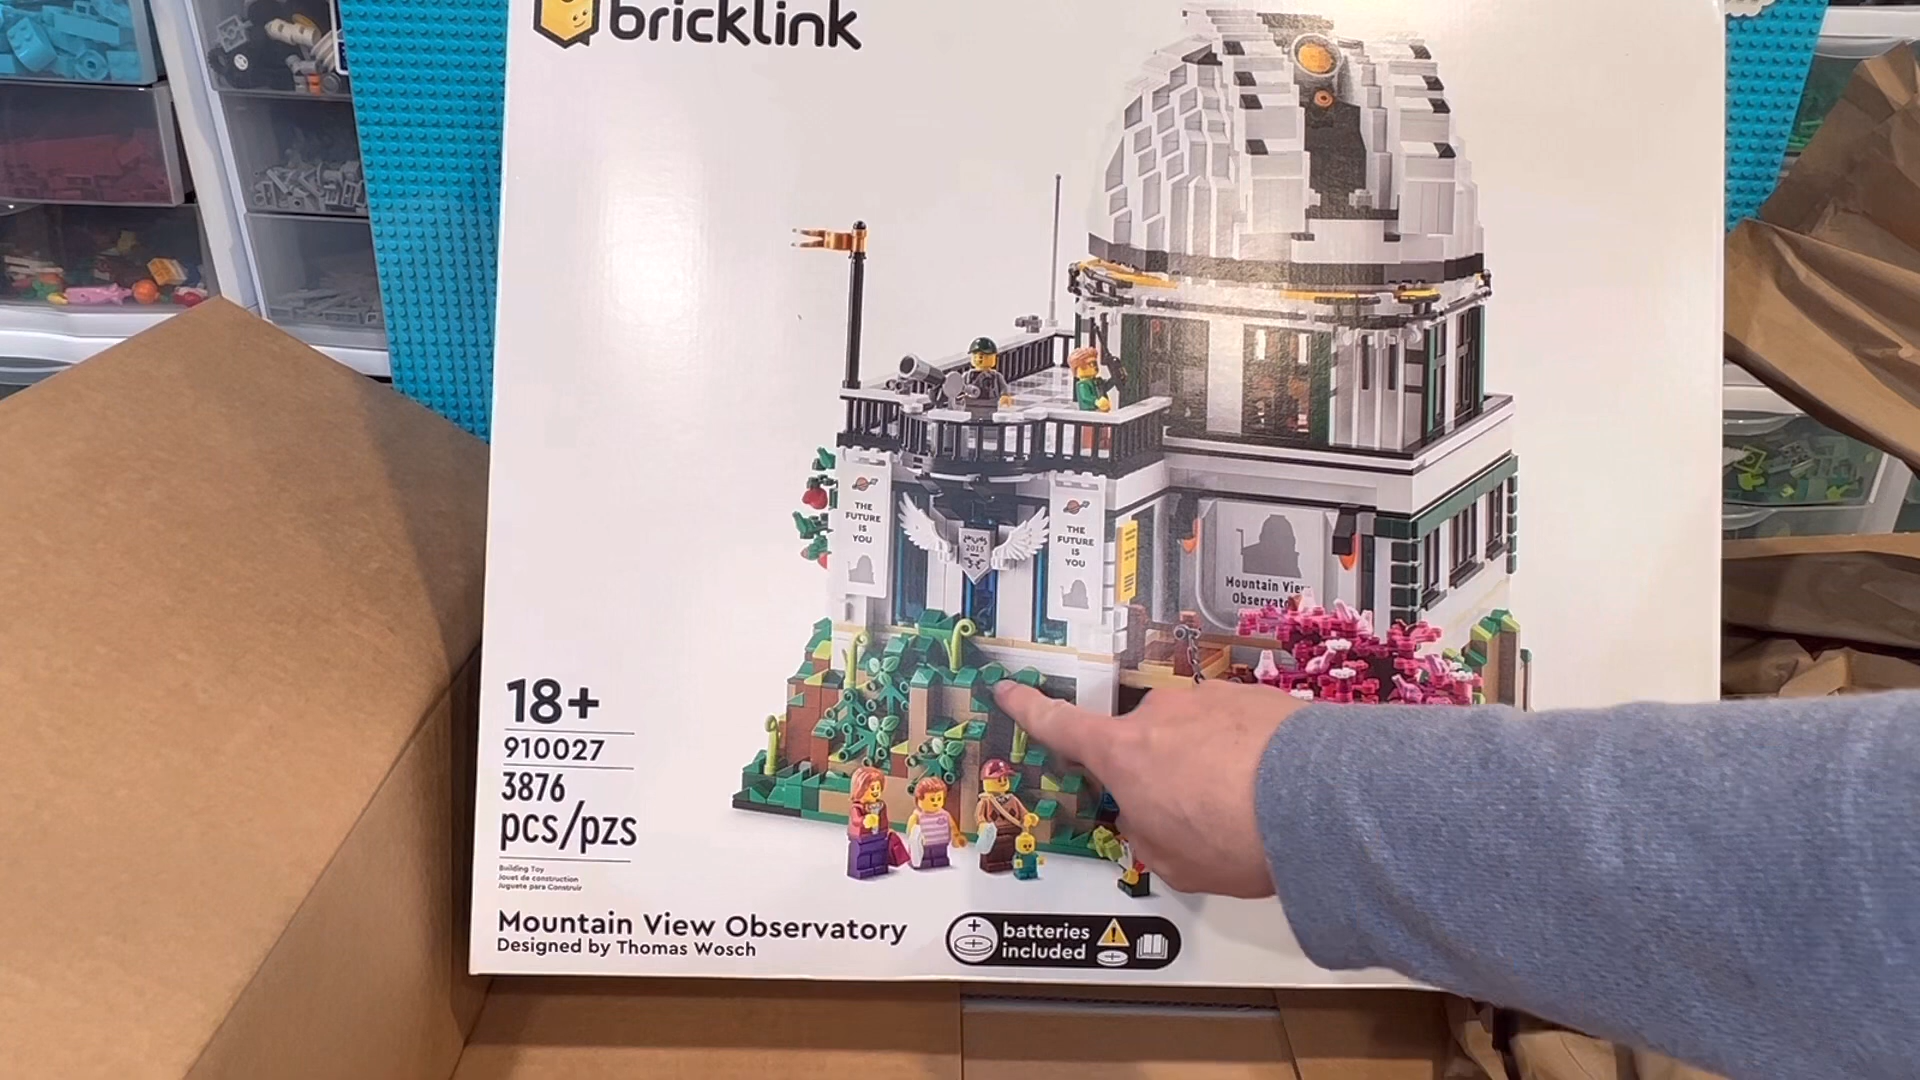 bricklink
THE
FUTURE
IS
YOU
2015
THE
FUTURE
IS
YOU
Mountain View
Observato
18+
910027
3876
pcs/pzs
Building Toy
Jouet de construction
Juguete para Construir
Mountain View Observatory
Designed by Thomas Wosch
batteries
included